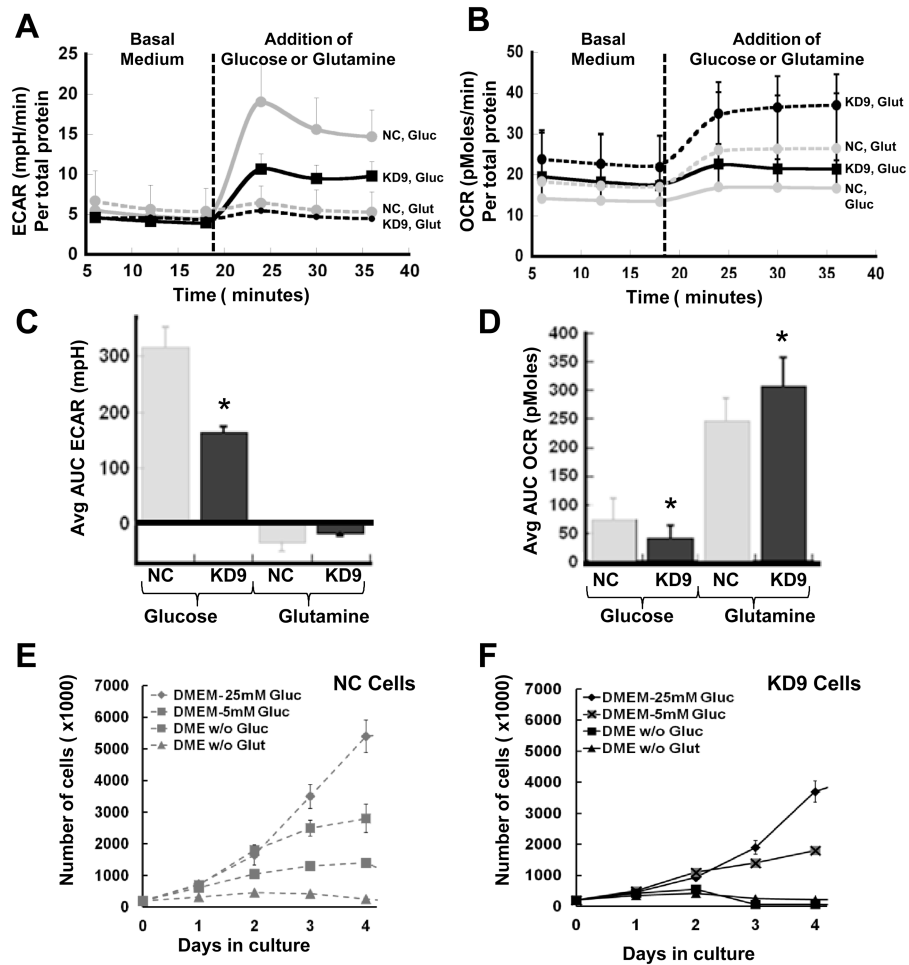 A
Basal
Medium
Addition of
Glucose or Glutamine
ECAR (mpH/min)
Per total protein
25
20
15
10
5
0
NC, Gluc
KD9, Gluc
NC, Glut
KD9, Glut
5 10 15 20 25 30 35 40
Time ( minutes)
B
Basal
Medium
Addition of
Glucose or Glutamine
OCR (pMoles/min)
Per total protein
50
40
30
20
10
0
KD9, Glut
NC, Glut
KD9, Gluc
NC,
Gluc
5 10 15 20 25 30 35 40
Time ( minutes)
C
Avg AUC ECAR (mpH)
300
200
100
0
NC KD9 NC KD9
Glucose Glutamine
D
Avg AUC OCR (pMoles)
400
350
300
250
200
150
100
50
0
* *
NC KD9 NC KD9
Glucose Glutamine
E
NC Cells
Number of cells ( x1000)
7000
6000
5000
4000
3000
2000
1000
0
DMEM-25mM Gluc
DMEM-5mM Gluc
DME w/o Gluc
DME w/o Glut
0 1 2 3 4
Days in culture
F
KD9 Cells
Number of cells ( x1000)
7000
6000
5000
4000
3000
2000
1000
0
DMEM-25mM Gluc
DMEM-5mM Gluc
DME w/o Gluc
DME w/o Glut
0 1 2 3 4
Days in culture